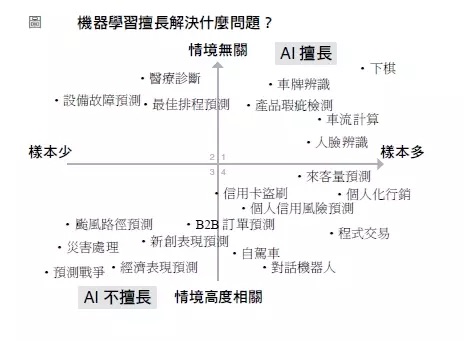 圖 機器學習擅長解決什麼問題？
情境無關 AI 擅長
• 下棋
• 醫療診斷 • 車牌辨識
• 設備故障預測 • 最佳排程預測 • 產品瑕疵檢測
• 車流計算
• 人臉辨識
樣本少 樣本多
2 1
3 4
• 來客量預測
• 信用卡盜刷 • 個人化行銷
• 個人信用風險預測
• 颱風路徑預測 • B2B 訂單預測 • 程式交易
• 災害處理 • 新創表現預測 • 自駕車
• 預測戰爭 • 經濟表現預測 • 對話機器人
AI 不擅長 情境高度相關